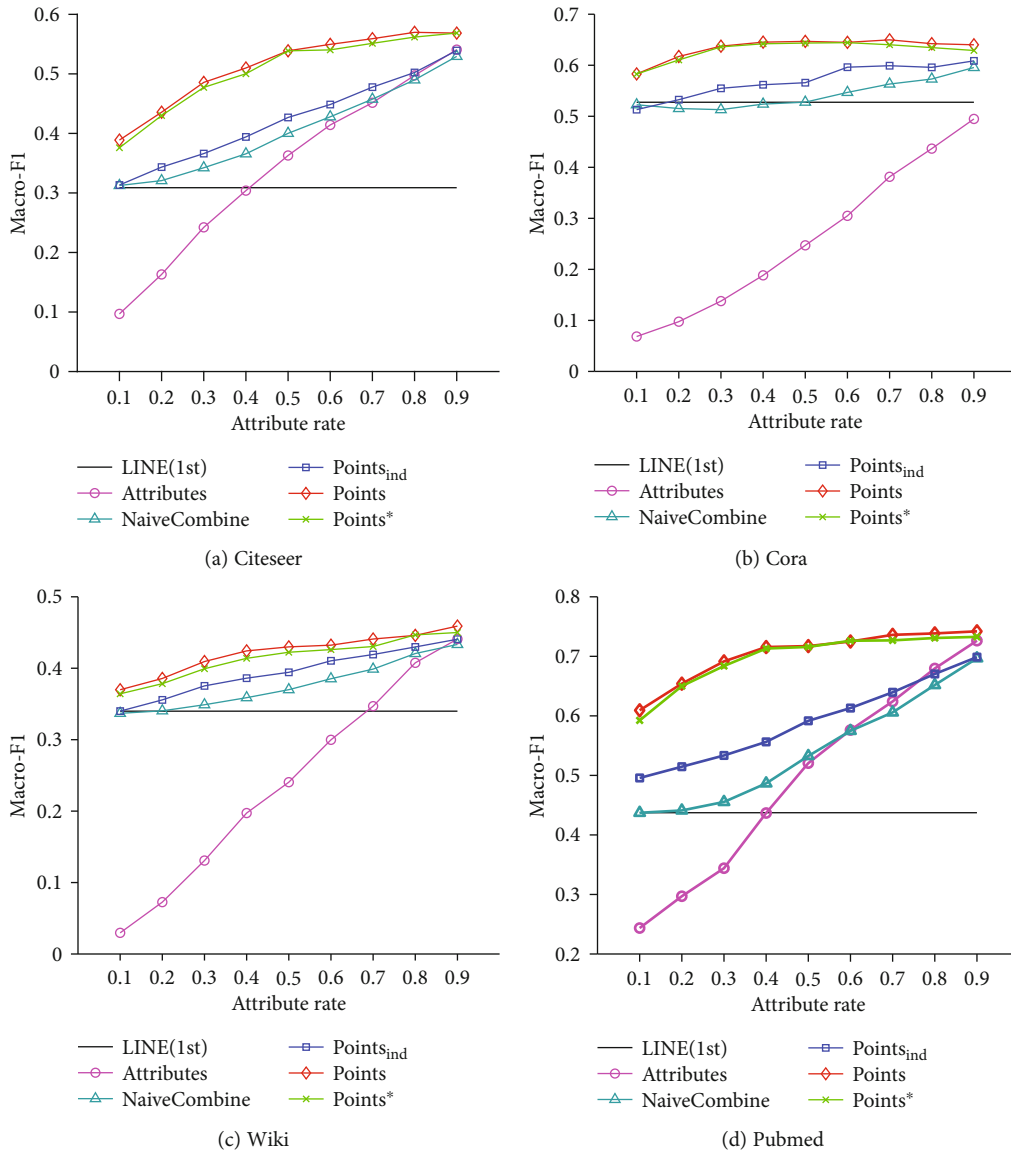 0.6
0.5
0.4
0.3
0.2
0.1
0
Macro-F1
0.1 0.2 0.3 0.4 0.5 0.6 0.7 0.8 0.9
Attribute rate
LINE(1st)
Attributes
NaiveCombine
Points_ind
Points
Points*
(a) Citeseer
0.7
0.6
0.5
0.4
0.3
0.2
0.1
0
Macro-F1
0.1 0.2 0.3 0.4 0.5 0.6 0.7 0.8 0.9
Attribute rate
LINE(1st)
Attributes
NaiveCombine
Points_ind
Points
Points*
(b) Cora
0.5
0.4
0.3
0.2
0.1
0
Macro-F1
0.1 0.2 0.3 0.4 0.5 0.6 0.7 0.8 0.9
Attribute rate
LINE(1st)
Attributes
NaiveCombine
Points_ind
Points
Points*
(c) Wiki
0.8
0.7
0.6
0.5
0.4
0.3
0.2
Macro-F1
0.1 0.2 0.3 0.4 0.5 0.6 0.7 0.8 0.9
Attribute rate
LINE(1st)
Attributes
NaiveCombine
Points_ind
Points
Points*
(d) Pubmed